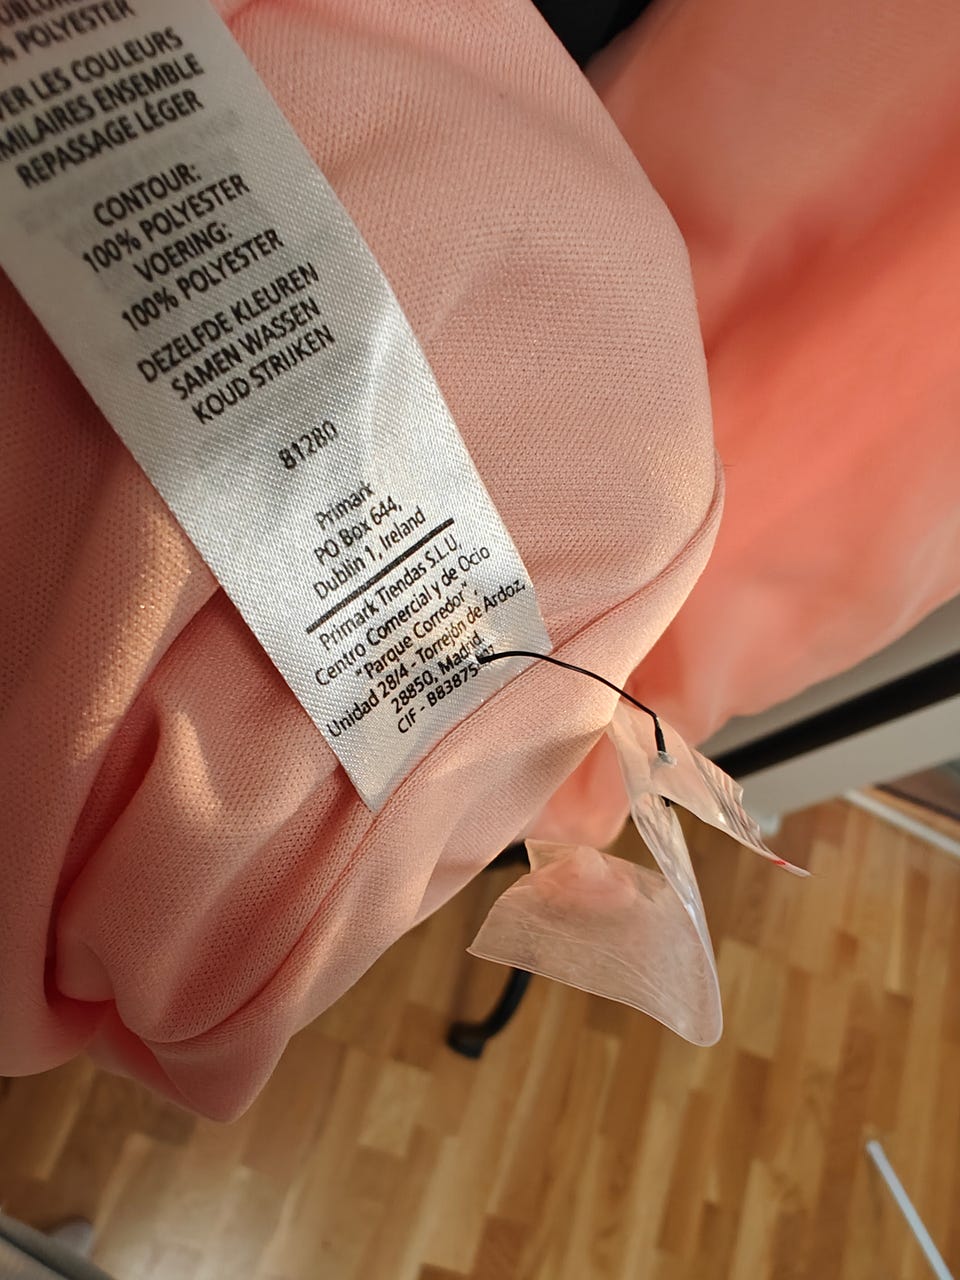 % POLYESTER
LES COULEURS
ENSEMBLE
REPASSAGE LÉGER
CONTOUR:
100% POLYESTER
VOERING:
100% POLYESTER
DEZELFDE KLEUREN
SAMEN WASSEN
KOUD STRIJKEN
81280
Primark
PO Box 644,
Dublin 1, Ireland
Primark Tiendas S.L.U
Centro Comercial y de Ocio
"Parque Corredor",
Unidad 28/4 - Torrejón de Ardoz,
28850, Madrid
CIF -